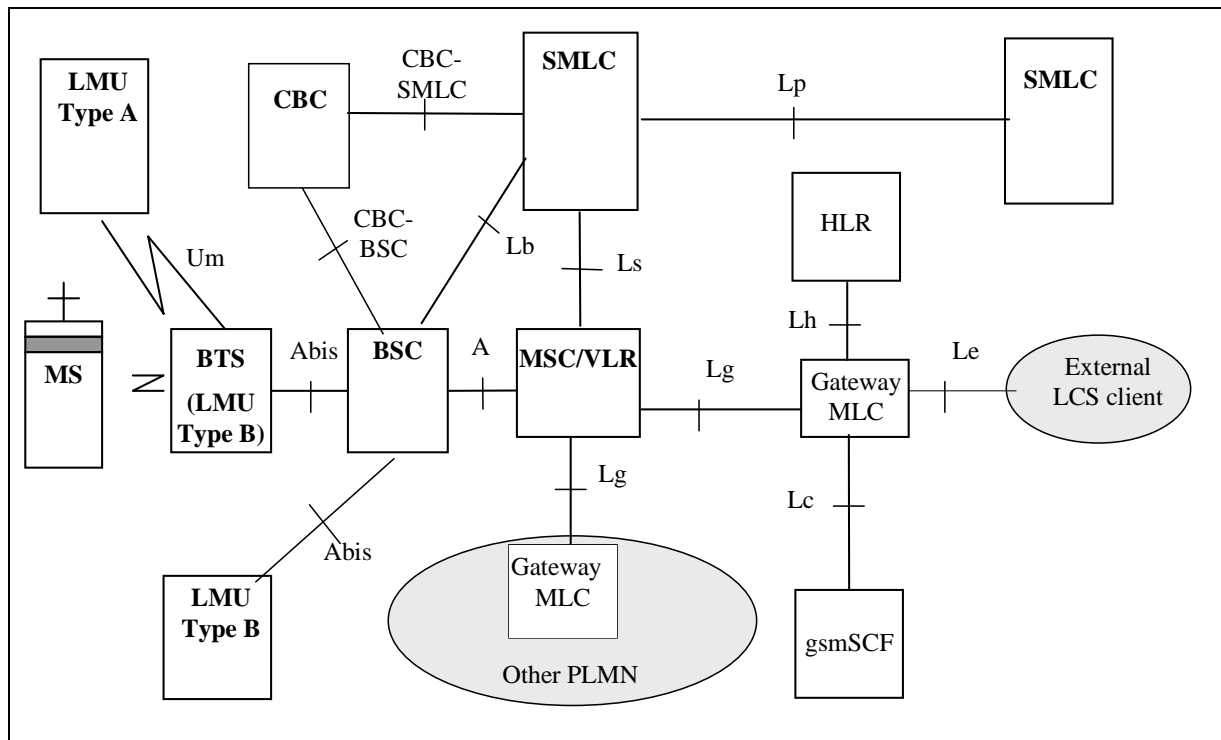 LMU
Type A
CBC
CBC-
SMLC
SMLC
Lp
SMLC
Um
CBC-
BSC
Lb
Ls
HLR
Lh
MS
BTS
(LMU
Type B)
Abis
BSC
A
MSC/VLR
Lg
Gateway
MLC
Le
External
LCS client
Lg
Lc
Abis
LMU
Type B
Gateway
MLC
Other PLMN
gsmSCF